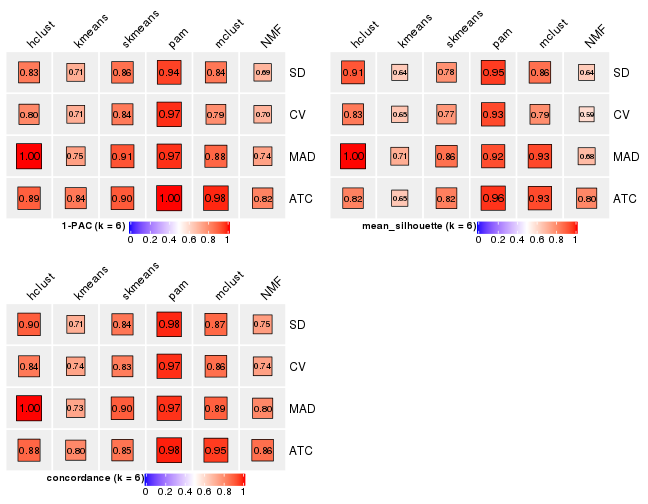 hclust kmeans skmeans pam mclust NMF
0.83 0.71 0.86 0.94 0.84 0.69 SD
0.80 0.71 0.84 0.97 0.79 0.70 CV
1.00 0.75 0.91 0.97 0.88 0.74 MAD
0.89 0.84 0.90 1.00 0.98 0.82 ATC
1-PAC (k = 6)
0 0.2 0.4 0.6 0.8 1
hclust kmeans skmeans pam mclust NMF
0.91 0.64 0.78 0.95 0.86 0.64 SD
0.83 0.65 0.77 0.93 0.79 0.59 CV
1.00 0.71 0.86 0.92 0.93 0.68 MAD
0.82 0.65 0.82 0.96 0.93 0.80 ATC
mean_silhouette (k = 6)
0 0.2 0.4 0.6 0.8 1
hclust kmeans skmeans pam mclust NMF
0.90 0.71 0.84 0.98 0.87 0.75 SD
0.84 0.74 0.83 0.97 0.86 0.74 CV
1.00 0.73 0.90 0.97 0.89 0.80 MAD
0.88 0.80 0.85 0.98 0.95 0.86 ATC
concordance (k = 6)
0 0.2 0.4 0.6 0.8 1